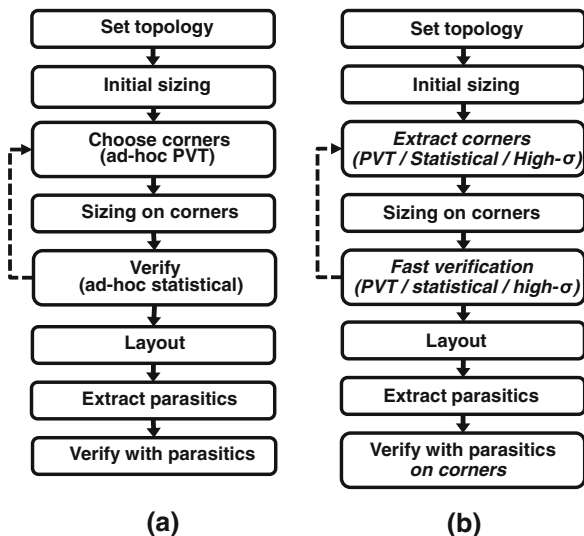 Set topology
Initial sizing
Choose corners
(ad-hoc PVT)
Sizing on corners
Verify
(ad-hoc statistical)
Layout
Extract parasitics
Verify with parasitics
(a)
Set topology
Initial sizing
Extract corners
(PVT / Statistical / High-σ)
Sizing on corners
Fast verification
(PVT / statistical / high-σ)
Layout
Extract parasitics
Verify with parasitics
on corners
(b)